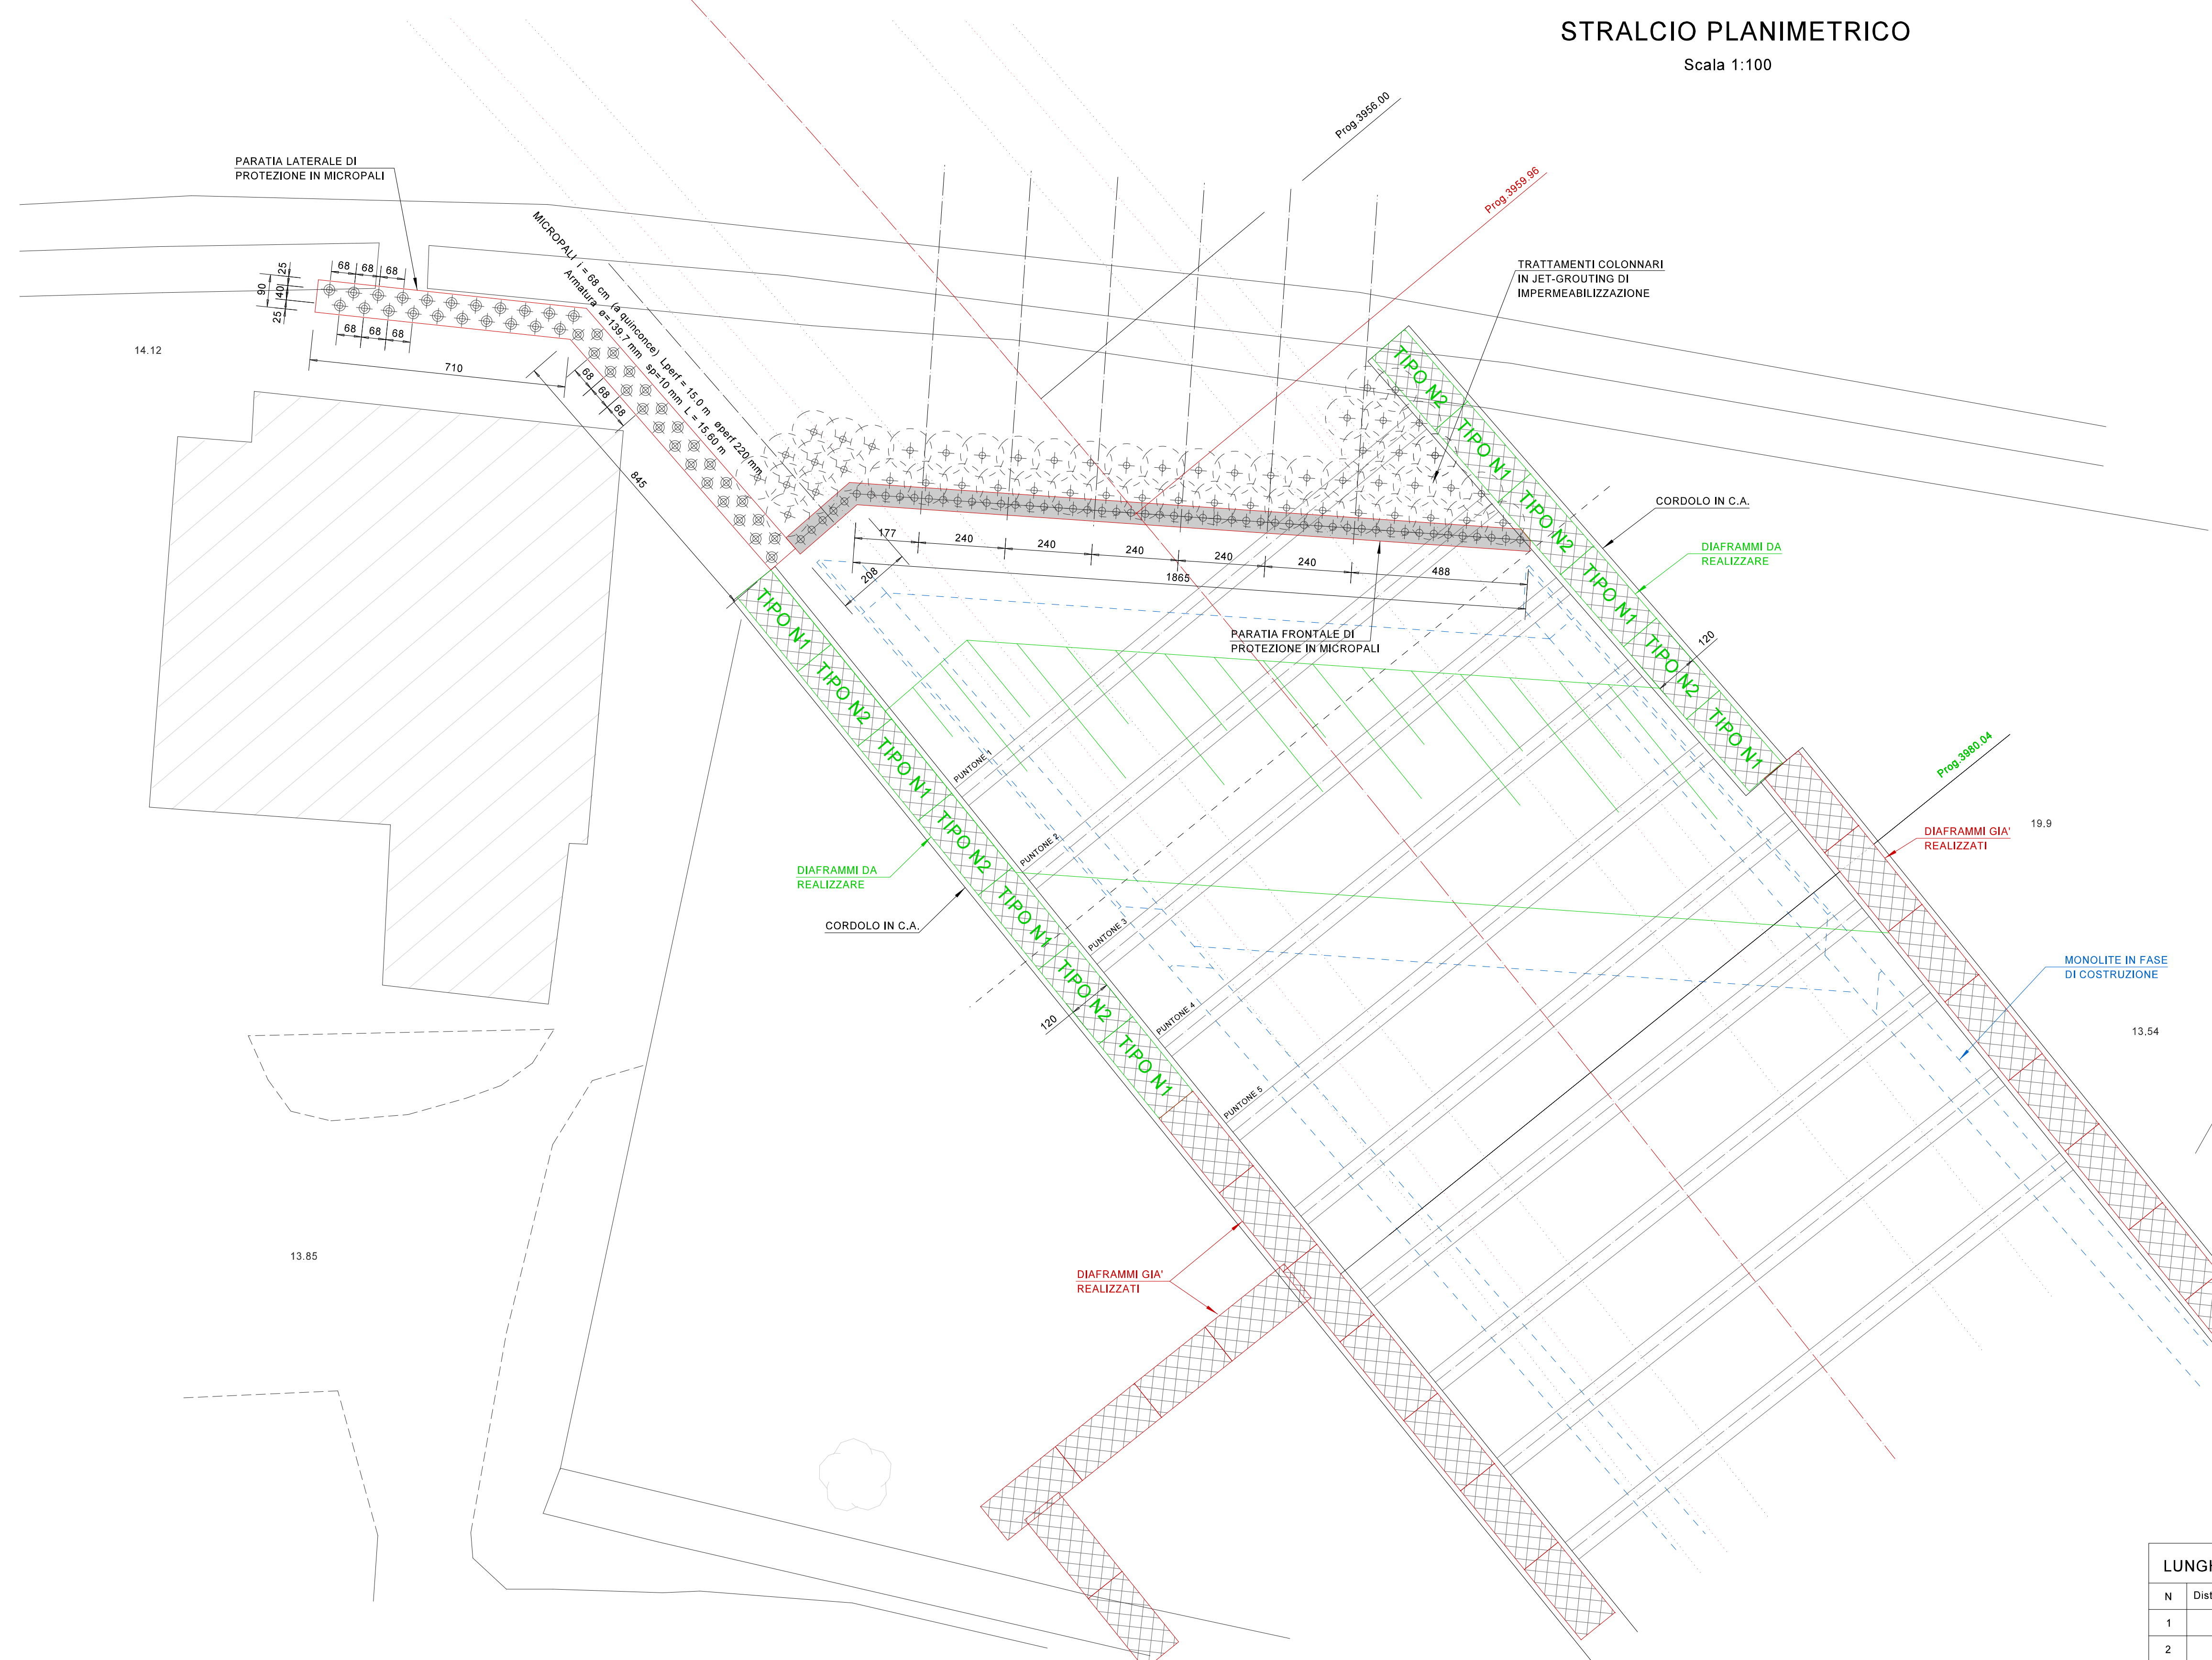 STRALCIO PLANIMETRICO
Scala 1:100
Prog.3956.00
Prog.3959.96
PARATIA LATERALE DI
PROTEZIONE IN MICROPALI
MICROPALI i = 68 cm (a quinconce) Lperf = 15.0 m øperf 220 mm
Armatura ø=139.7 mm sp=10 mm L = 15.60 m
TRATTAMENTI COLONNARI
IN JET-GROUTING DI
IMPERMEABILIZZAZIONE
68 68 68
25
40
25
90
68 68 68
14.12
710
68 68 68
845
TIPO N2
TIPO N1
TIPO N2
TIPO N1
TIPO N2
TIPO N1
CORDOLO IN C.A.
DIAFRAMMI DA
REALIZZARE
177 240 240 240 240 240 488
208
1865
120
PARATIA FRONTALE DI
PROTEZIONE IN MICROPALI
TIPO N1
TIPO N2
TIPO N1
TIPO N2
TIPO N1
TIPO N2
TIPO N1
PUNTONE 1
PUNTONE 2
PUNTONE 3
PUNTONE 4
PUNTONE 5
Prog.3980.04
19.9
DIAFRAMMI GIA'
REALIZZATI
DIAFRAMMI DA
REALIZZARE
CORDOLO IN C.A.
120
MONOLITE IN FASE
DI COSTRUZIONE
13.54
13.85
DIAFRAMMI GIA'
REALIZZATI
N
1
2